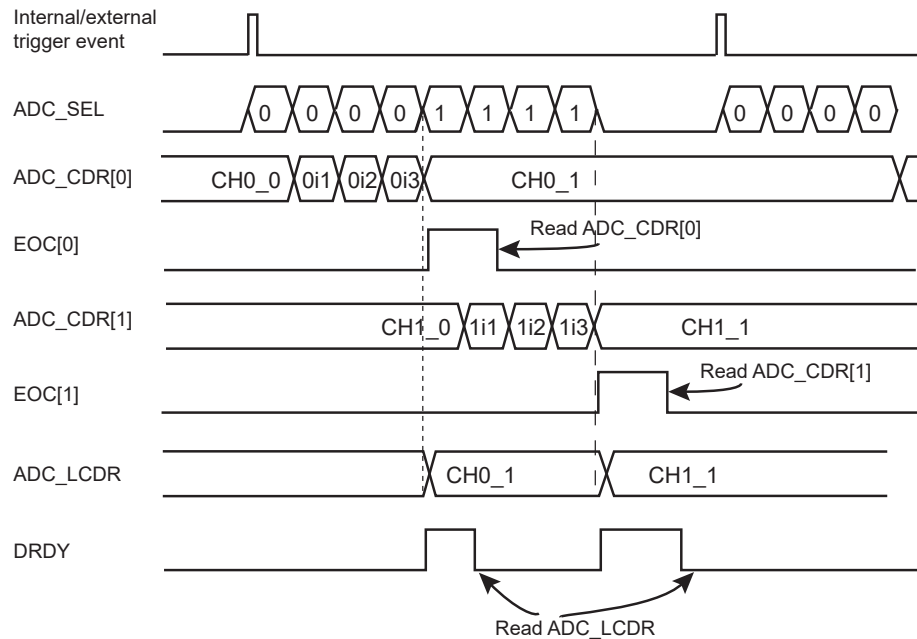 Internal/external
trigger event
ADC_SEL
0 0 0 0 1 1 1 1 0 0 0 0
ADC_CDR[0]
CH0_0 0i1 0i2 0i3 CH0_1
Read ADC_CDR[0]
EOC[0]
ADC_CDR[1]
CH1_0 1i1 1i2 1i3 CH1_1
Read ADC_CDR[1]
EOC[1]
ADC_LCDR
CH0_1 CH1_1
DRDY
Read ADC_LCDR